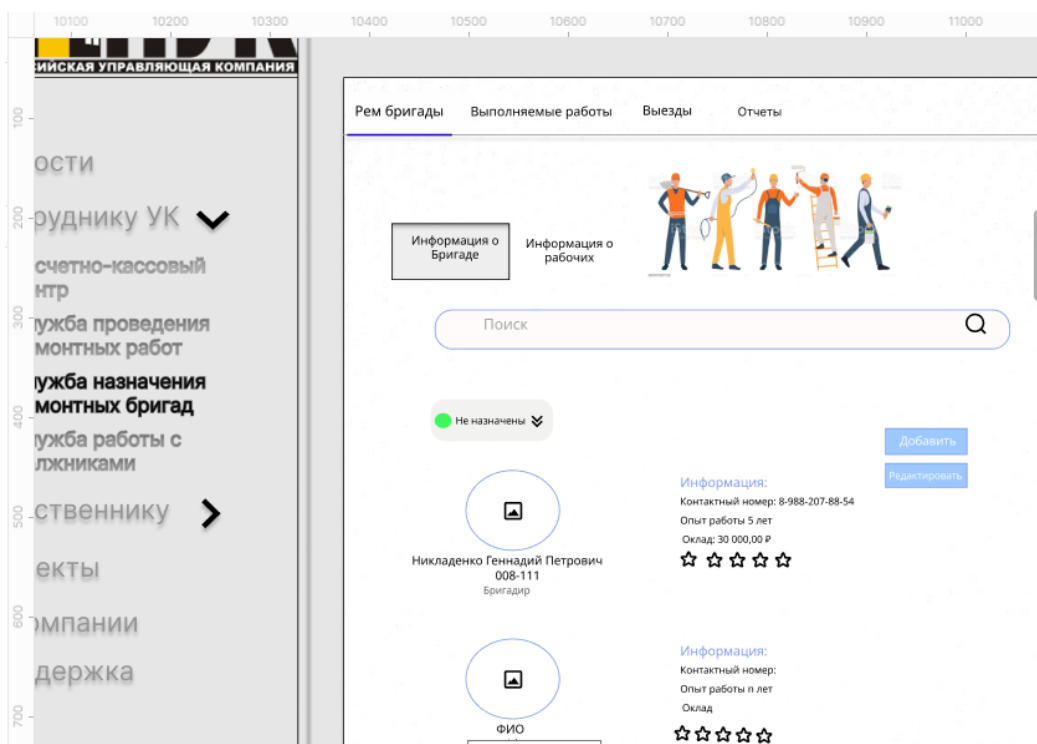 10100 10200 10300 10400 10500 10600 10700 10800 10900 11000
СИЙСКАЯ УПРАВЛЯЮЩАЯ КОМПАНИЯ
100
200
300
400
500
600
700
ости
руднику УК
счетно-кассовый
нтр
ужба проведения
монтных работ
ужба назначения
монтных бригад
ужба работы с
лжниками
ственнику
екты
омпании
держка
Рем бригады
Выполняемые работы
Выезды
Отчеты
Информация о
Бригаде
Информация о
рабочих
Поиск
Не назначены
Добавить
Редактировать
Никладенко Геннадий Петрович
008-111
Бригадир
Информация:
Контактный номер: 8-988-207-88-54
Опыт работы 5 лет
Оклад: 30 000,00 ₽
ФИО
Информация:
Контактный номер:
Опыт работы n лет
Оклад